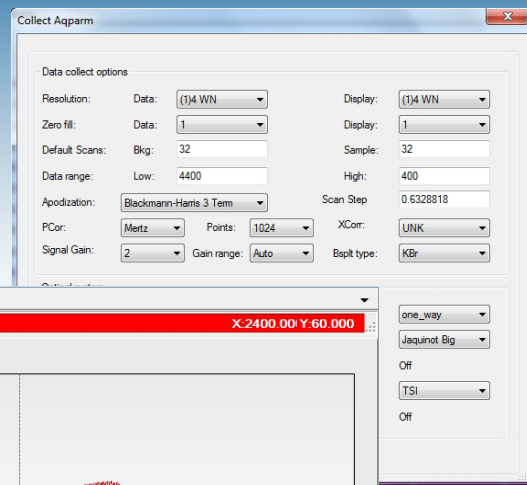 Collect Aqparm
Data collect options
Resolution: Data: (1)4 WN Display: (1)4 WN
Zero fill: Data: 1 Display: 1
Default Scans: Bkg: 32 Sample: 32
Data range: Low: 4400 High: 400
Apodization: Blackmann-Harris 3 Term Scan Step 0.6328818
PCor: Mertz Points: 1024 XCorr: UNK
Signal Gain: 2 Gain range: Auto Bsplt type: KBr
one_way
X:2400.00 Y:60.000
Jaquinot Big
Off
TSI
Off